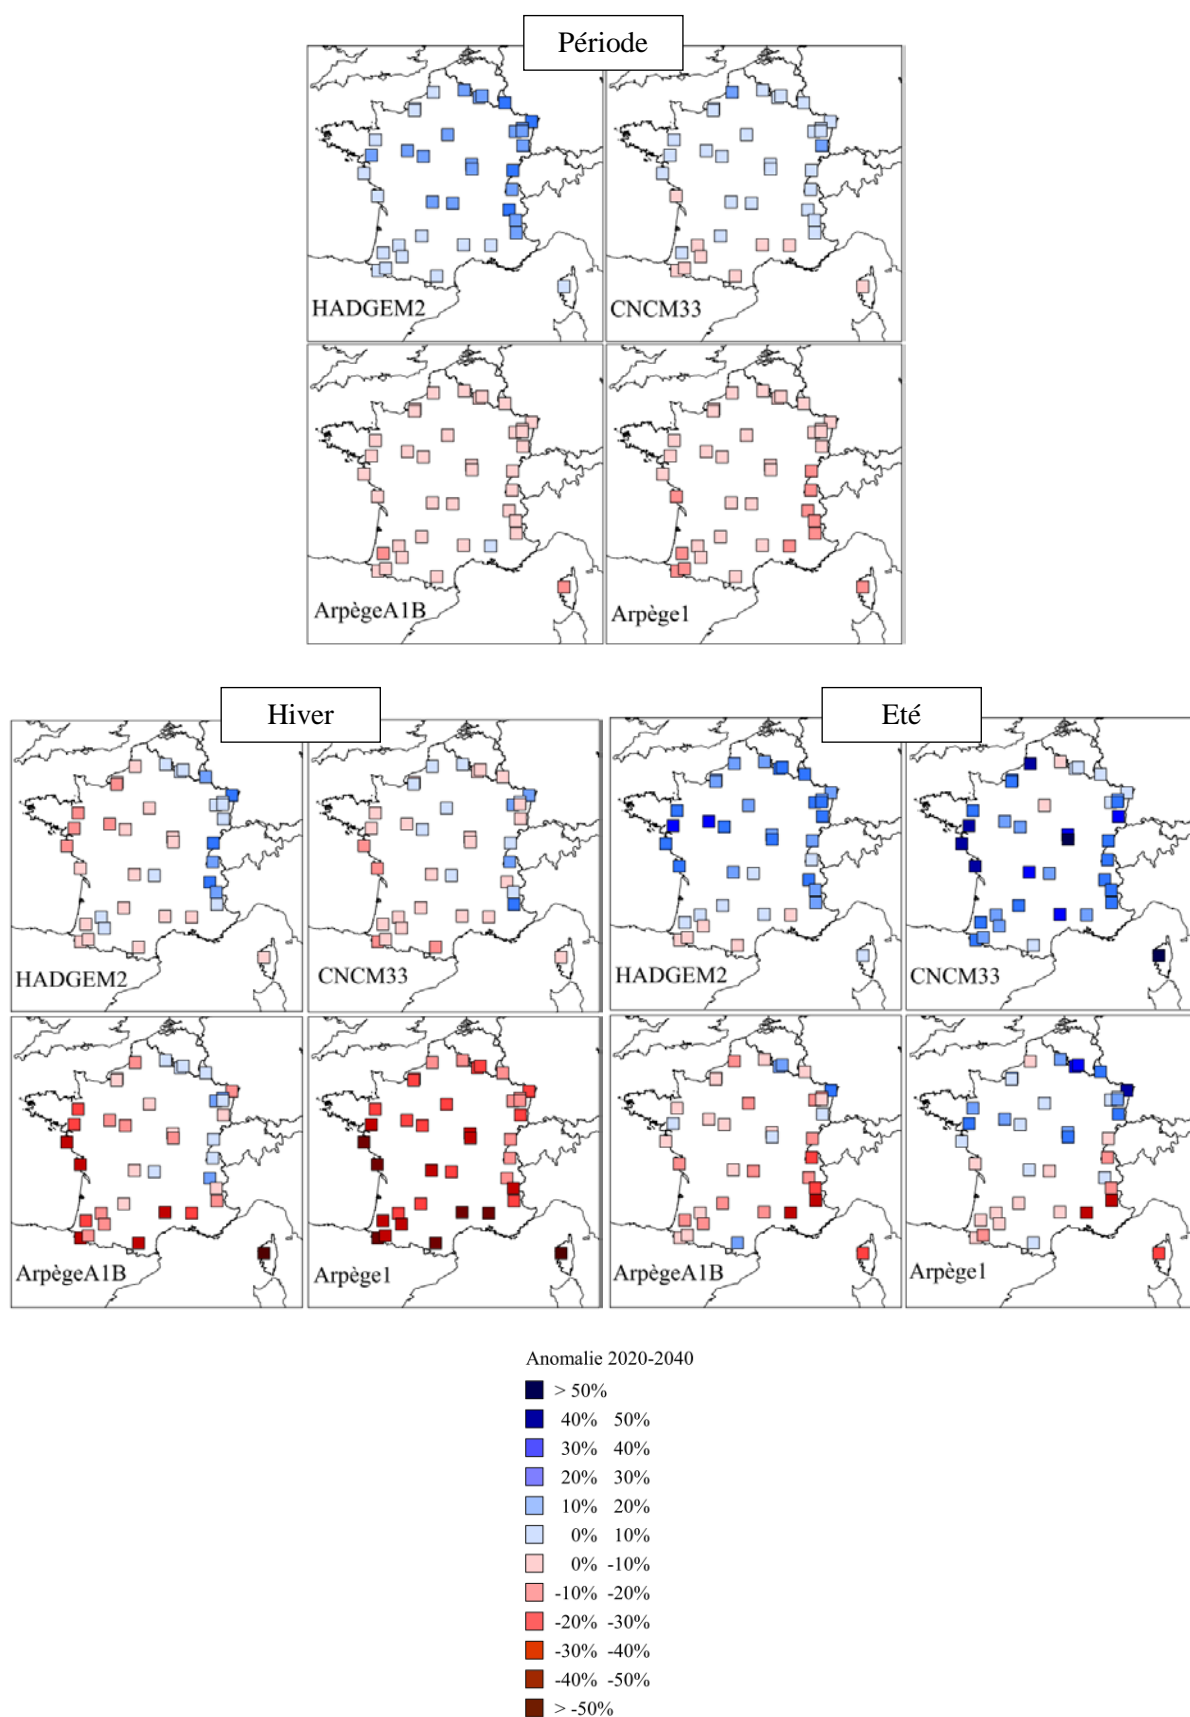 Période
HADGEM2
CNCM33
ArpègeA1B
Arpège1
Hiver
Eté
HADGEM2
CNCM33
HADGEM2
CNCM33
ArpègeA1B
Arpège1
ArpègeA1B
Arpège1
Anomalie 2020-2040
> 50%
40% 50%
30% 40%
20% 30%
10% 20%
0% 10%
0% -10%
-10% -20%
-20% -30%
-30% -40%
-40% -50%
> -50%